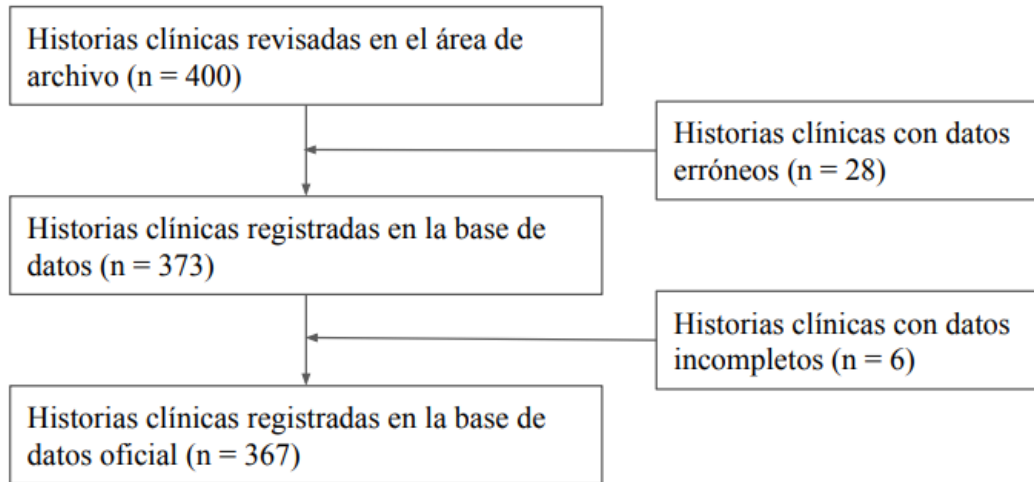 Historias clínicas revisadas en el área de
archivo (n = 400)
Historias clínicas con datos
erróneos (n = 28)
Historias clínicas registradas en la base de
datos (n = 373)
Historias clínicas con datos
incompletos (n = 6)
Historias clínicas registradas en la base de
datos oficial (n = 367)